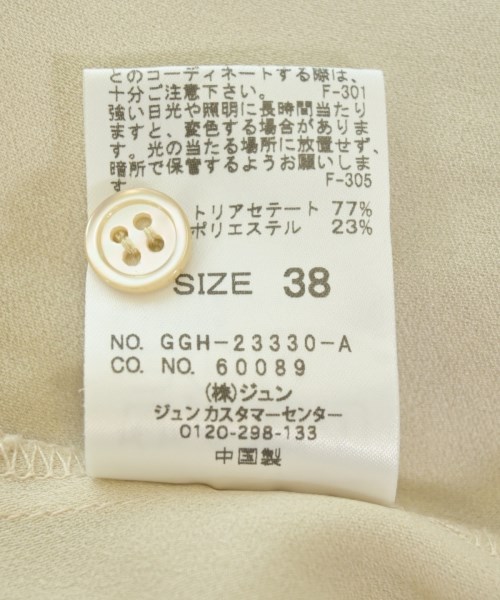 とのコーディネートする際は、
十分ご注意下さい。 F-301
強い日光や照明に長時間当たり
ますと、変色する場合がありま
す。光の当たる場所に放置せず、
暗所で保管するようお願いしま
す F-305
トリアセテート 77%
ポリエステル 23%
SIZE 38
NO. GGH-23330-A
CO. NO. 60089
(株)ジュン
ジュン カスタマーセンター
0120-298-133
中国製